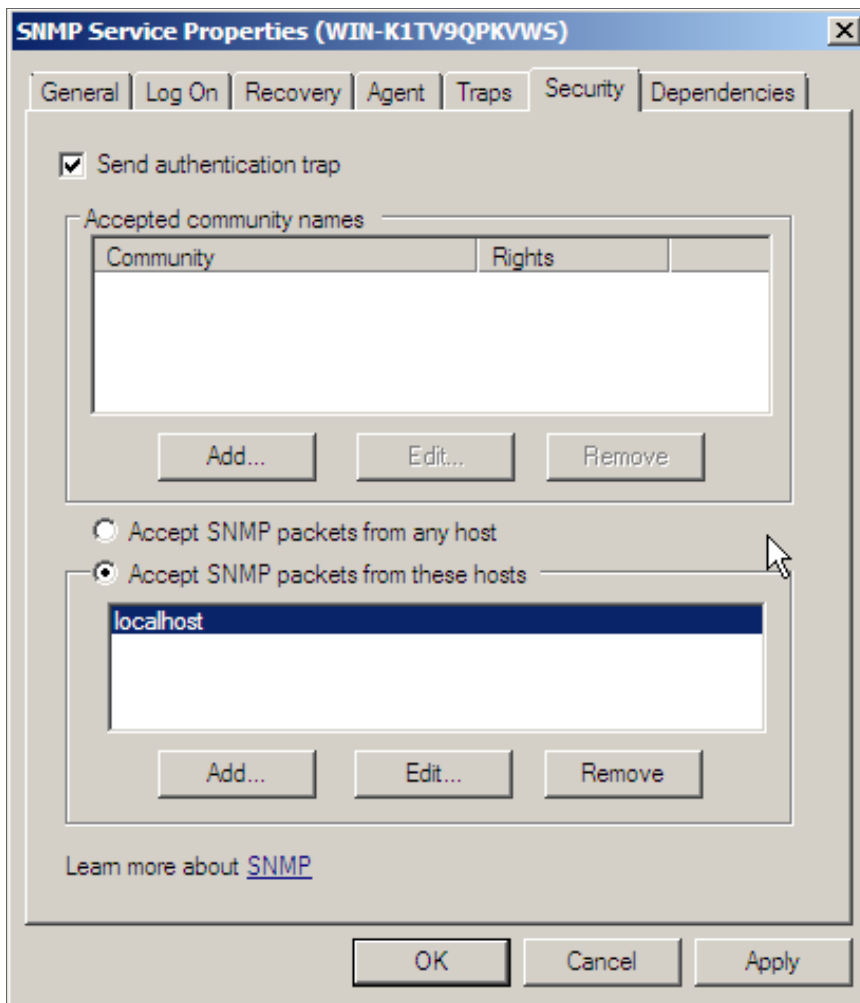 SNMP Service Properties (WIN-K1TV9QPKVWS)
General Log On Recovery Agent Traps Security Dependencies
Send authentication trap
Accepted community names
Community Rights
Add... Edit... Remove
Accept SNMP packets from any host
Accept SNMP packets from these hosts
localhost
Add... Edit... Remove
Learn more about SNMP
OK Cancel Apply